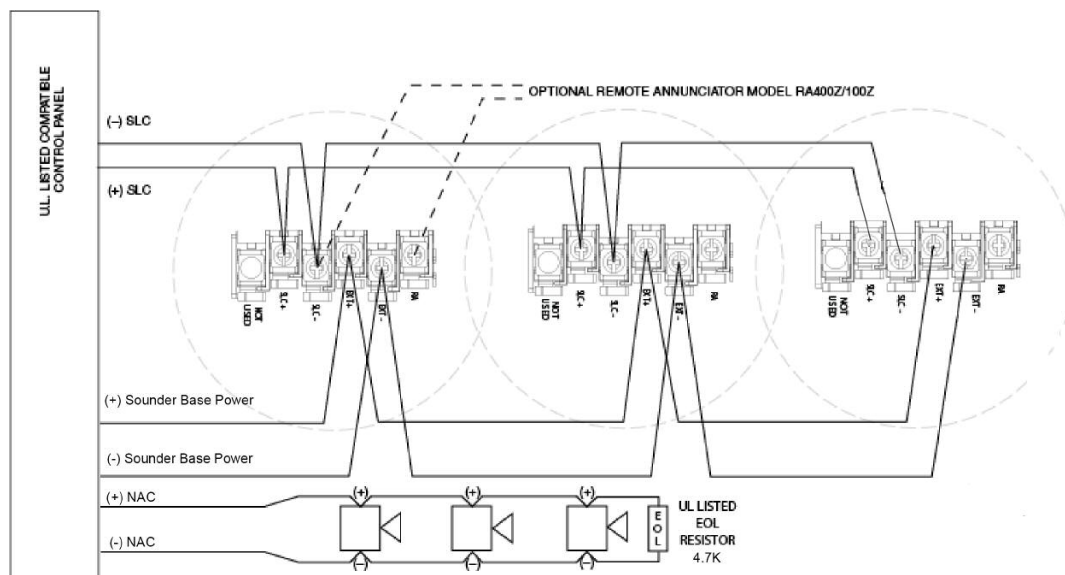 U.L. LISTED COMPATIBLE
CONTROL PANEL
OPTIONAL REMOTE ANNUNCIATOR MODEL RA400Z/100Z
(–) SLC
(+) SLC
NOT
USED
SLC +
SLC -
EXT+
EXT -
RA
NOT
USED
SLC +
SLC -
EXT+
EXT -
RA
NOT
USED
SLC +
SLC -
EXT+
EXT -
RA
(+) Sounder Base Power
(-) Sounder Base Power
(+) NAC
(+)
(+)
(+)
(-) NAC
(–)
(–)
(–)
EOL
UL LISTED
EOL
RESISTOR
4.7K